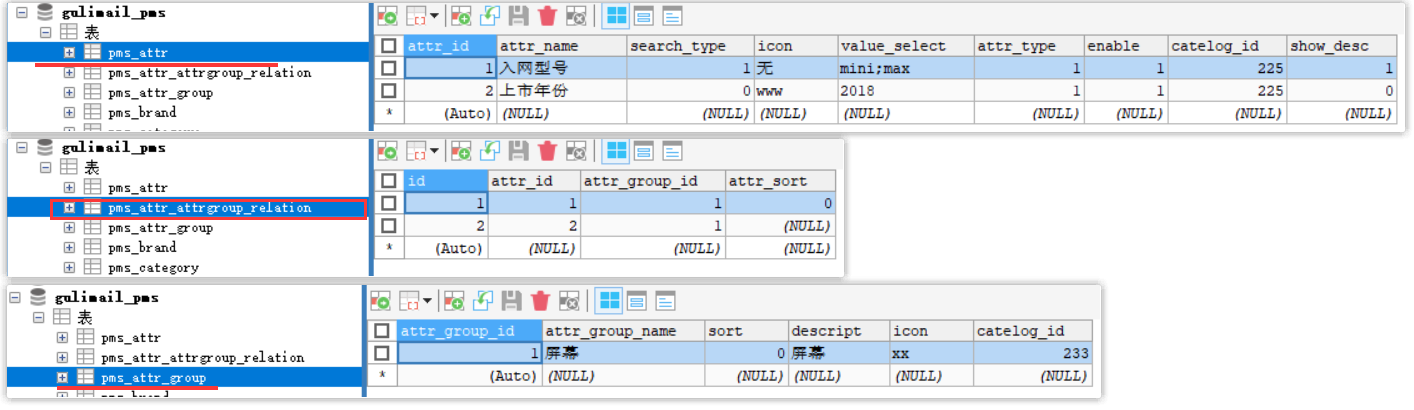 gulimail_pms
表
pms_attr
pms_attr_attrgroup_relation
pms_attr_group
pms_brand
attr_id attr_name search_type icon value_select attr_type enable catelog_id show_desc
1 入网型号 1 无 mini;max 1 1 225 1
2 上市年份 0 www 2018 1 1 225 0
* (Auto) (NULL) (NULL) (NULL) (NULL) (NULL) (NULL) (NULL) (NULL)
gulimail_pms
表
pms_attr
pms_attr_attrgroup_relation
pms_attr_group
pms_brand
pms_category
id attr_id attr_group_id attr_sort
1 1 1 0
2 2 1 (NULL)
* (Auto) (NULL) (NULL) (NULL)
gulimail_pms
表
pms_attr
pms_attr_attrgroup_relation
pms_attr_group
attr_group_id attr_group_name sort descript icon catelog_id
1 屏幕 0 屏幕 xx 233
* (Auto) (NULL) (NULL) (NULL) (NULL) (NULL)